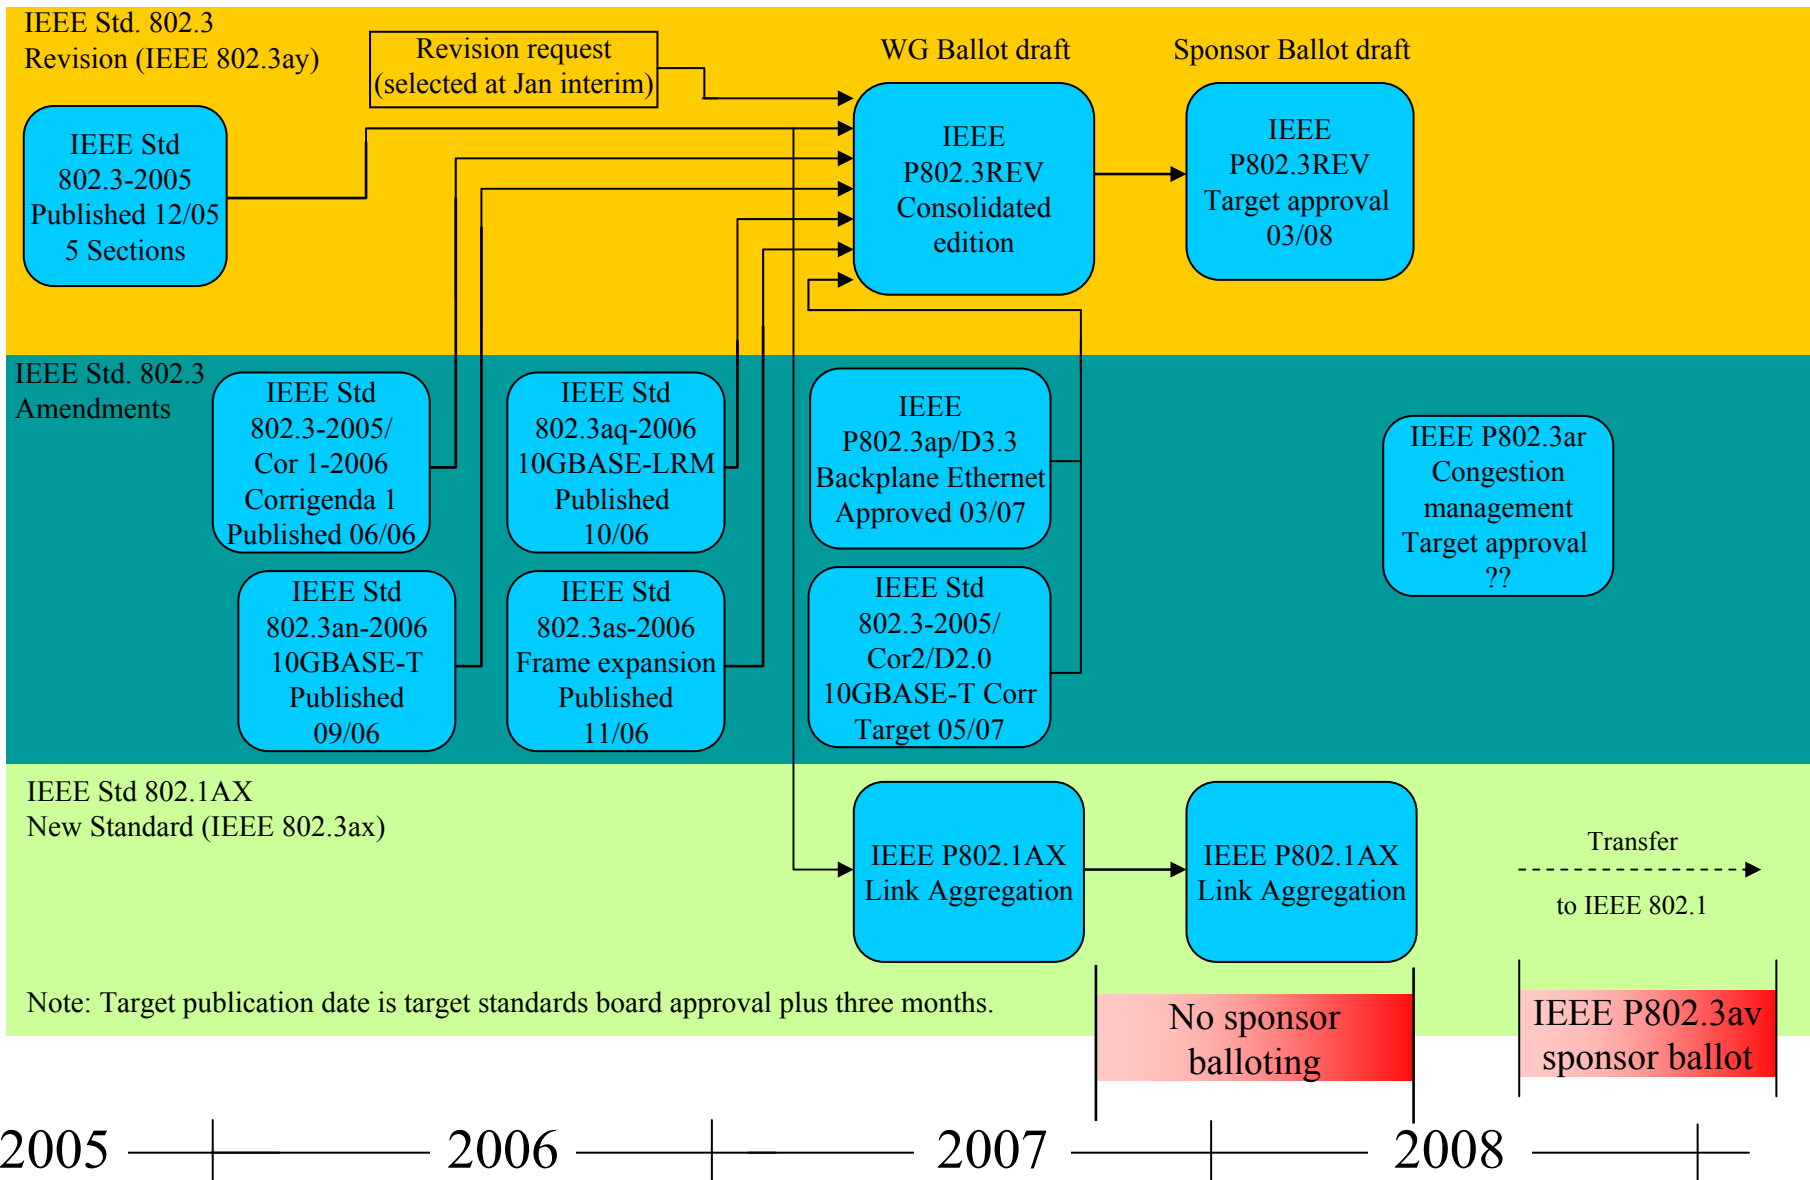 IEEE Std. 802.3
Revision (IEEE 802.3ay)
Revision request
(selected at Jan interim)
WG Ballot draft
Sponsor Ballot draft
IEEE Std
802.3-2005
Published 12/05
5 Sections
IEEE
P802.3REV
Consolidated
edition
IEEE
P802.3REV
Target approval
03/08
IEEE Std. 802.3
Amendments
IEEE Std
802.3-2005/
Cor 1-2006
Corrigenda 1
Published 06/06
IEEE Std
802.3aq-2006
10GBASE-LRM
Published
10/06
IEEE
P802.3ap/D3.3
Backplane Ethernet
Approved 03/07
IEEE P802.3ar
Congestion
management
Target approval
??
IEEE Std
802.3an-2006
10GBASE-T
Published
09/06
IEEE Std
802.3as-2006
Frame expansion
Published
11/06
IEEE Std
802.3-2005/
Cor2/D2.0
10GBASE-T Corr
Target 05/07
IEEE Std 802.1AX
New Standard (IEEE 802.3ax)
IEEE P802.1AX
Link Aggregation
IEEE P802.1AX
Link Aggregation
Transfer
to IEEE 802.1
Note: Target publication date is target standards board approval plus three months.
No sponsor
balloting
IEEE P802.3av
sponsor ballot
2005
2006
2007
2008